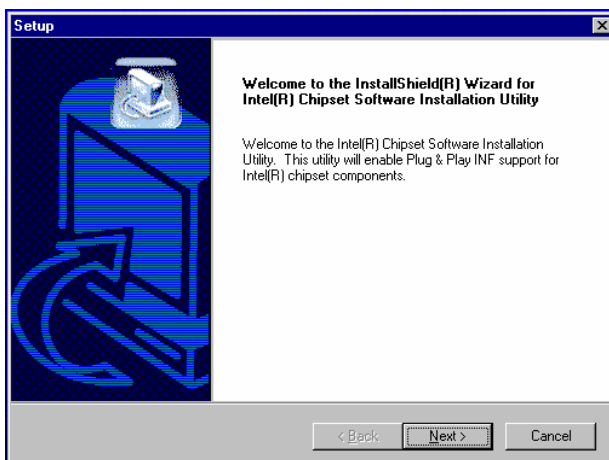 Setup
Welcome to the InstallShield(R) Wizard for
Intel(R) Chipset Software Installation Utility
Welcome to the Intel(R) Chipset Software Installation
Utility. This utility will enable Plug & Play INF support for
Intel(R) chipset components.
< Back Next > Cancel